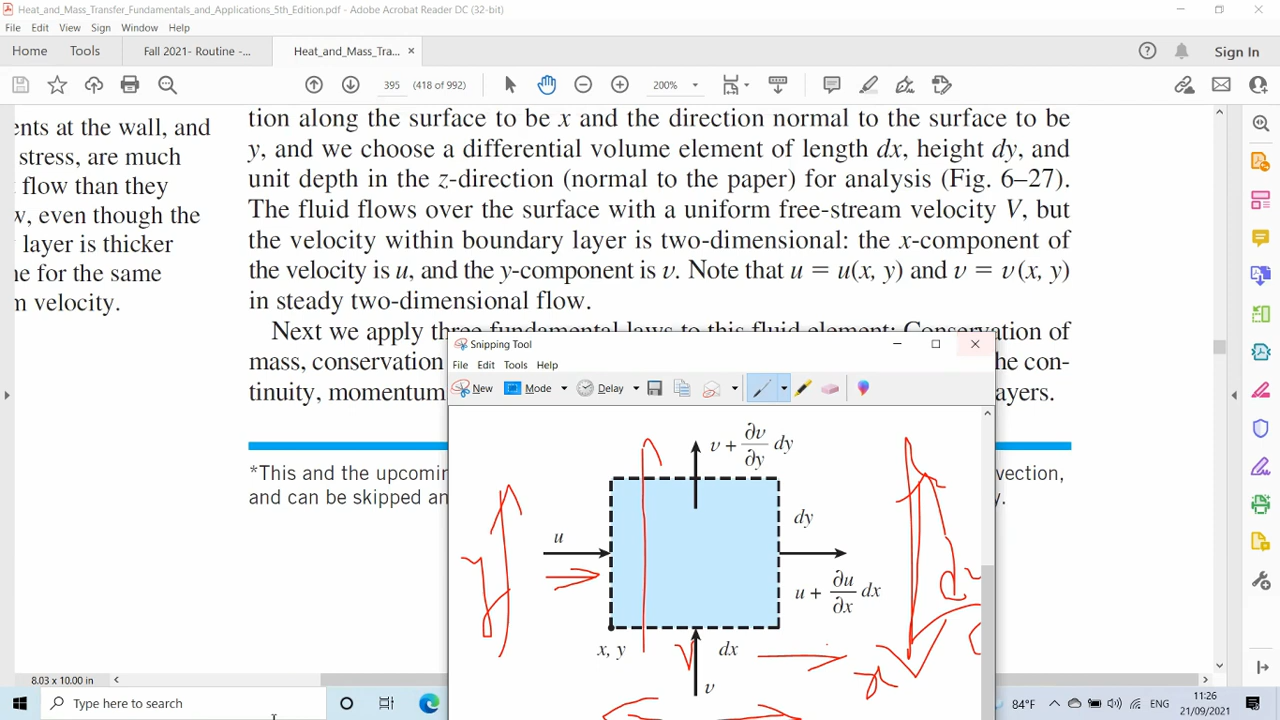 Heat_and_Mass_Transfer_Fundamentals_and_Applications_5th_Edition.pdf - Adobe Acrobat Reader DC (32-bit)
File Edit View Sign Window Help
Home Tools Fall 2021- Routine -... Heat_and_Mass_Tra... ×
395 (418 of 992) 200% Sign In
ents at the wall, and
stress, are much
flow than they
w, even though the
layer is thicker
ne for the same
m velocity.
tion along the surface to be x and the direction normal to the surface to be
y, and we choose a differential volume element of length dx, height dy, and
unit depth in the z-direction (normal to the paper) for analysis (Fig. 6–27).
The fluid flows over the surface with a uniform free-stream velocity V, but
the velocity within boundary layer is two-dimensional: the x-component of
the velocity is u, and the y-component is v. Note that u = u(x, y) and v = v(x, y)
in steady two-dimensional flow.
Next we apply three fundamental laws to this fluid element: Conservation of
mass, conservation
he con-
tinuity, momentum
ayers.
*This and the upcomin
vection,
and can be skipped an
y.
Snipping Tool
File Edit Tools Help
New Mode Delay
v + ∂v/∂y dy
dy
u
u + ∂u/∂x dx
x, y
dx
v
y
V
x
8.03 x 10.00 in
Type here to search
84°F ENG 11:26
21/09/2021